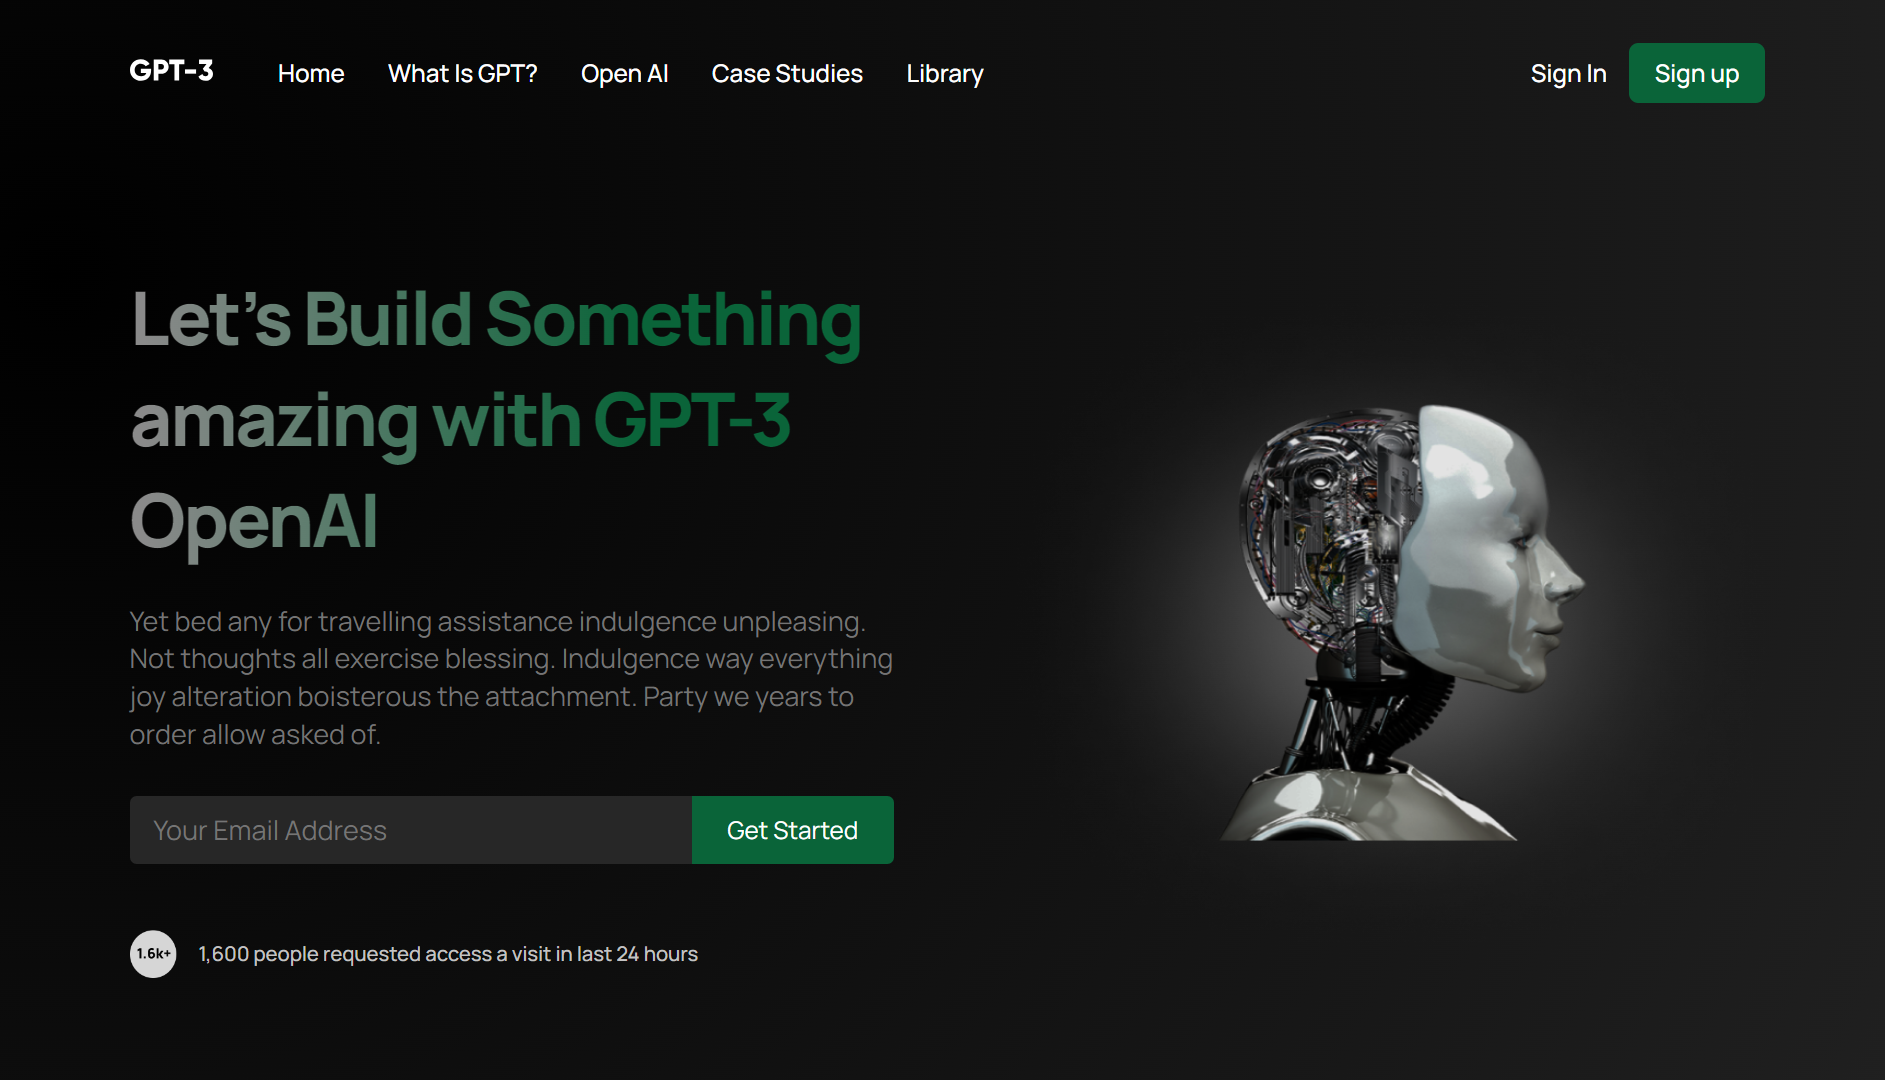 GPT-3
Home
What Is GPT?
Open AI
Case Studies
Library
Sign In
Sign up
Let’s Build Something
amazing with GPT-3
OpenAI
Yet bed any for travelling assistance indulgence unpleasing.
Not thoughts all exercise blessing. Indulgence way everything
joy alteration boisterous the attachment. Party we years to
order allow asked of.
Your Email Address
Get Started
1.6k+
1,600 people requested access a visit in last 24 hours